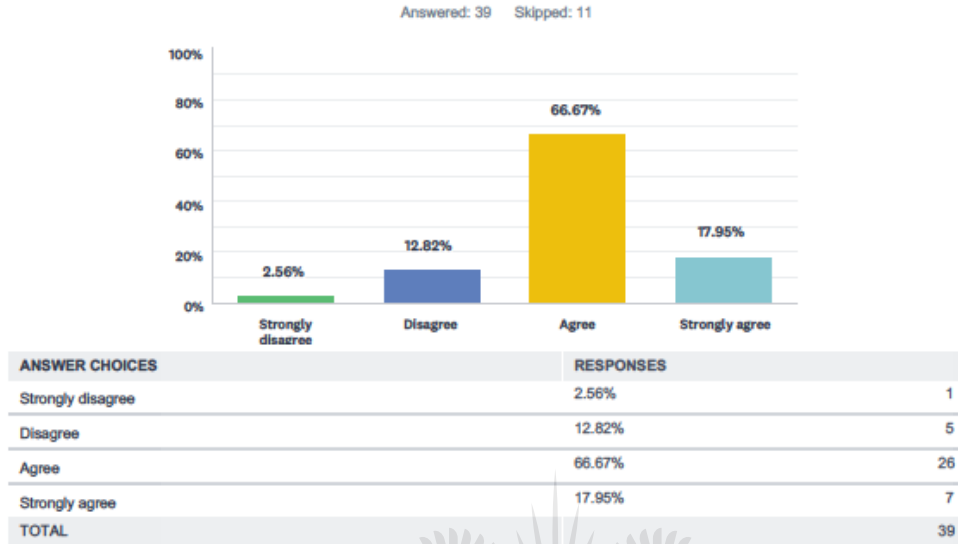 Answered: 39 Skipped: 11
100%
80%
66.67%
60%
40%
17.95%
12.82%
20%
2.56%
0%
Strongly disagree Disagree Agree Strongly agree
ANSWER CHOICES RESPONSES
Strongly disagree 2.56% 1
Disagree 12.82% 5
Agree 66.67% 26
Strongly agree 17.95% 7
TOTAL 39